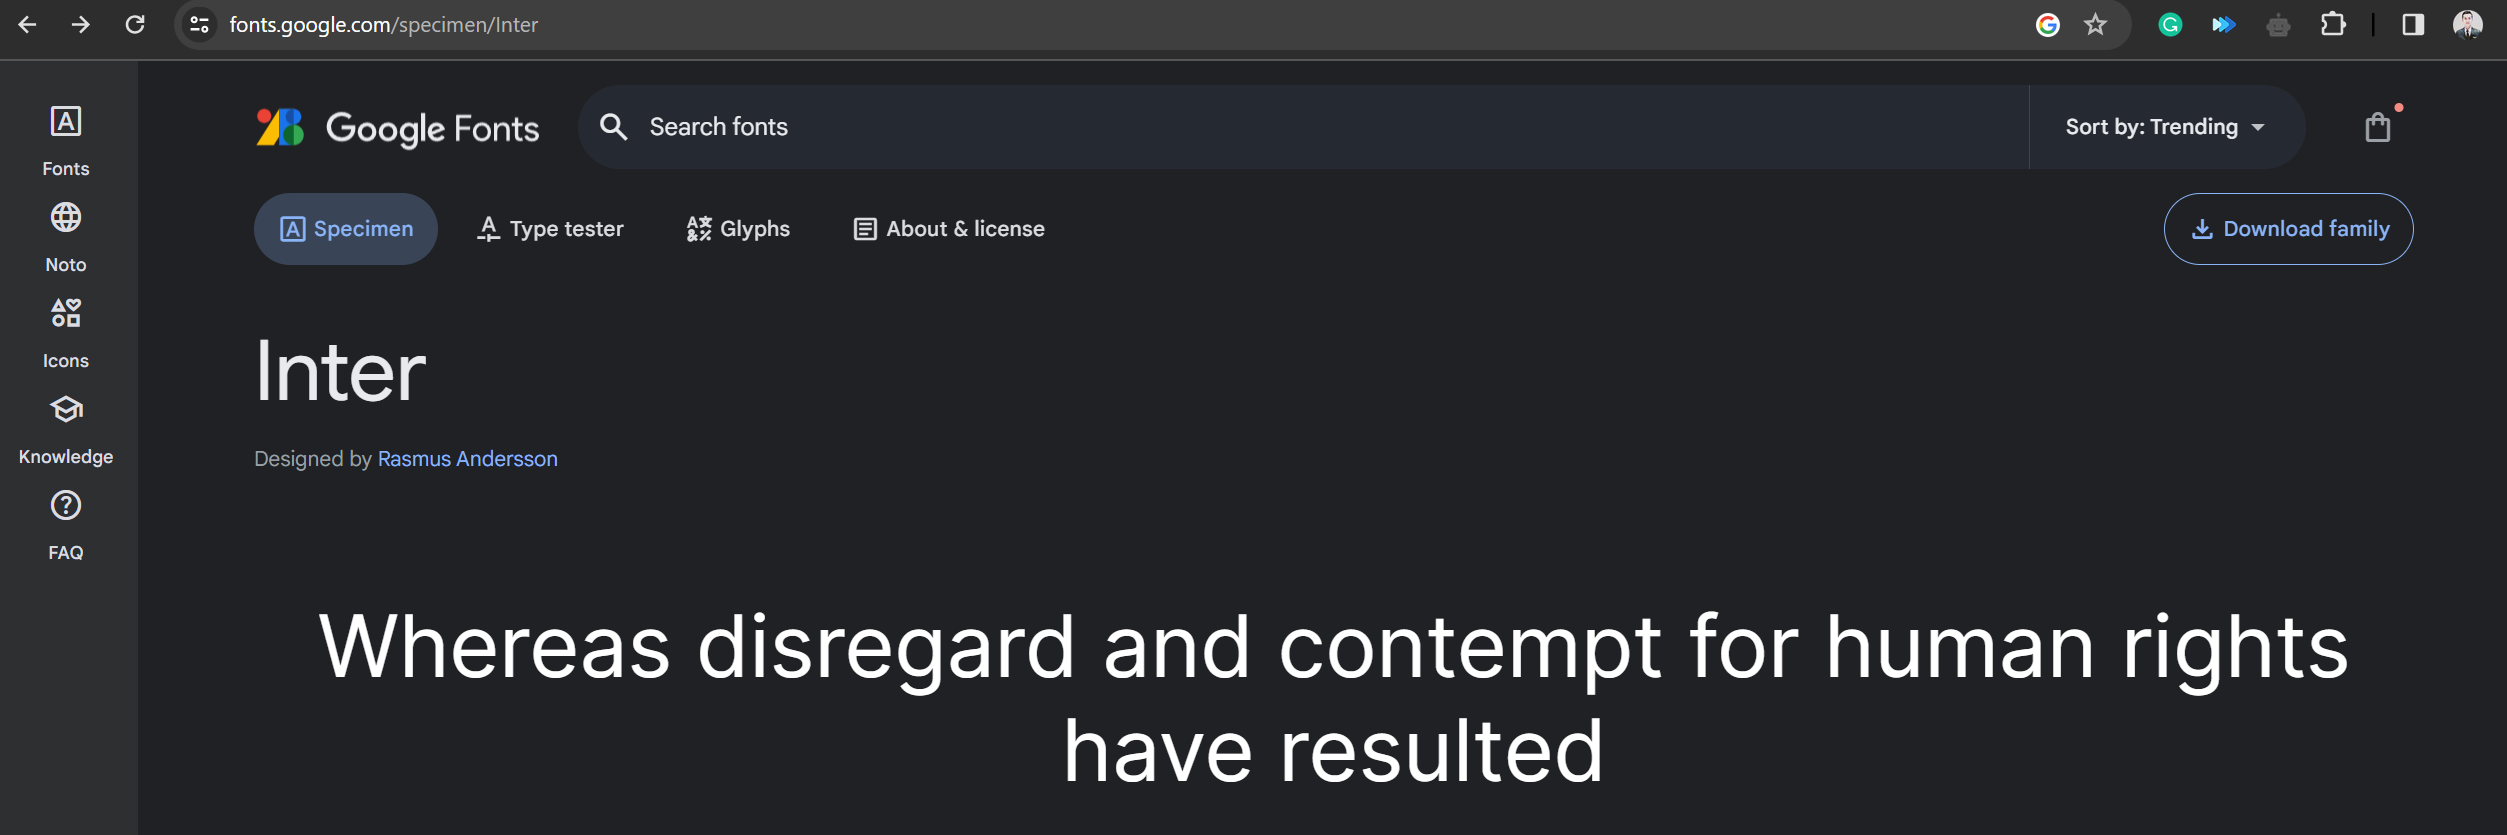 fonts.google.com/specimen/Inter
Google Fonts
Search fonts
Sort by: Trending
Fonts
Noto
Icons
Knowledge
FAQ
Specimen
Type tester
Glyphs
About & license
Download family
Inter
Designed by Rasmus Andersson
Whereas disregard and contempt for human rights
have resulted